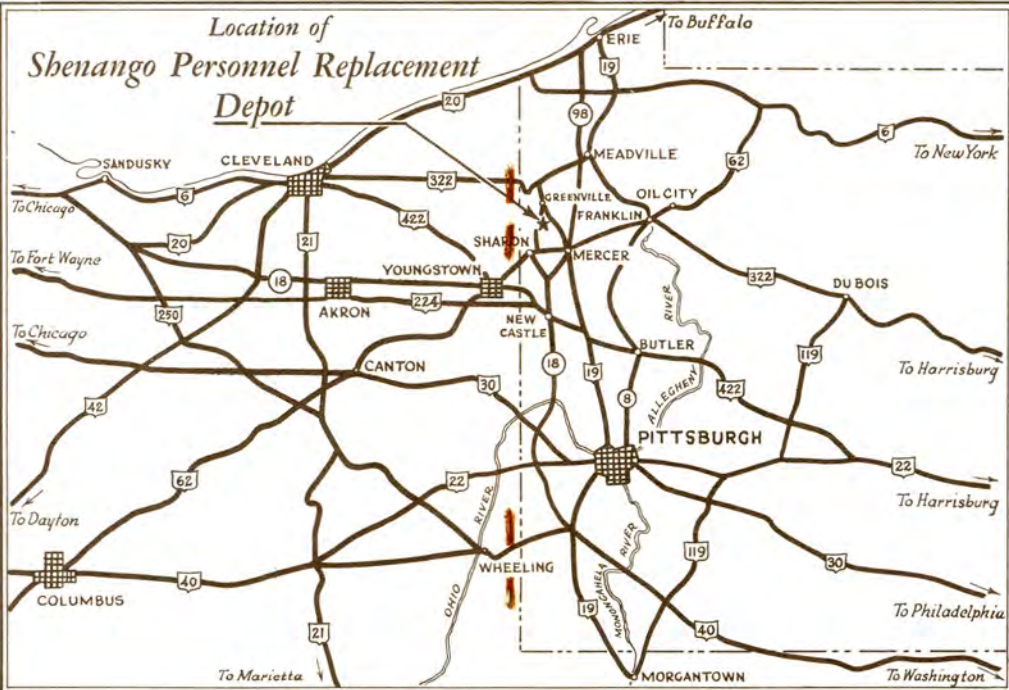 Location of
Shenango Personnel Replacement
Depot
To Buffalo
ERIE
19
20
98
6
To New York
SANDUSKY
CLEVELAND
MEADVILLE
62
322
GREENVILLE
OIL CITY
6
To Chicago
422
FRANKLIN
20
21
SHARON
MERCER
To Fort Wayne
YOUNGSTOWN
322
18
DU BOIS
224
AKRON
RIVER
250
NEW
CASTLE
To Chicago
BUTLER
119
18
CANTON
19
8
ALLEGHENY
422
To Harrisburg
30
42
PITTSBURGH
62
22
22
To Harrisburg
To Dayton
RIVER
OHIO
RIVER
MONONGAHELA
WHEELING
119
30
40
COLUMBUS
19
To Philadelphia
21
40
To Marietta
MORGANTOWN
To Washington